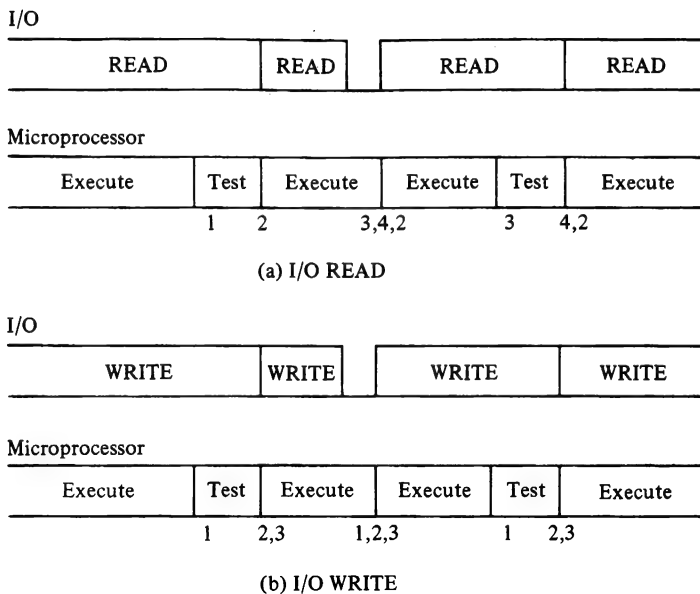 I/O
READ READ READ READ
Microprocessor
Execute Test Execute Execute Test Execute
1 2 3,4,2 3 4,2
(a) I/O READ
I/O
WRITE WRITE WRITE WRITE
Microprocessor
Execute Test Execute Execute Test Execute
1 2,3 1,2,3 1 2,3
(b) I/O WRITE